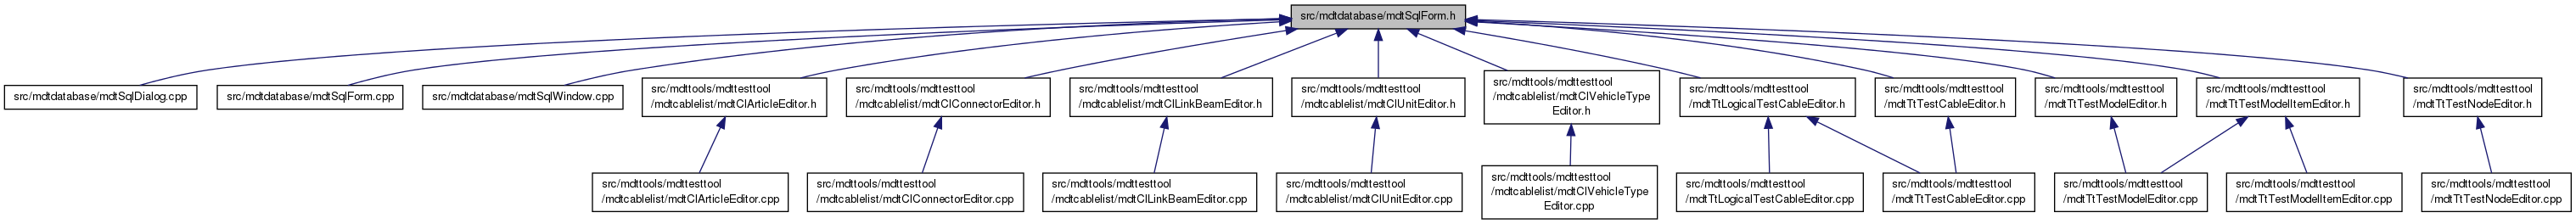 src/mdtdatabase/mdtSqlForm.h
src/mdtdatabase/mdtSqlDialog.cpp
src/mdtdatabase/mdtSqlForm.cpp
src/mdtdatabase/mdtSqlWindow.cpp
src/mdttools/mdttesttool
/mdtcablelist/mdtClArticleEditor.h
src/mdttools/mdttesttool
/mdtcablelist/mdtClConnectorEditor.h
src/mdttools/mdttesttool
/mdtcablelist/mdtClLinkBeamEditor.h
src/mdttools/mdttesttool
/mdtcablelist/mdtClUnitEditor.h
src/mdttools/mdttesttool
/mdtcablelist/mdtClVehicleType
Editor.h
src/mdttools/mdttesttool
/mdtTtLogicalTestCableEditor.h
src/mdttools/mdttesttool
/mdtTtTestCableEditor.h
src/mdttools/mdttesttool
/mdtTtTestModelEditor.h
src/mdttools/mdttesttool
/mdtTtTestModelItemEditor.h
src/mdttools/mdttesttool
/mdtTtTestNodeEditor.h
src/mdttools/mdttesttool
/mdtcablelist/mdtClArticleEditor.cpp
src/mdttools/mdttesttool
/mdtcablelist/mdtClConnectorEditor.cpp
src/mdttools/mdttesttool
/mdtcablelist/mdtClLinkBeamEditor.cpp
src/mdttools/mdttesttool
/mdtcablelist/mdtClUnitEditor.cpp
src/mdttools/mdttesttool
/mdtcablelist/mdtClVehicleType
Editor.cpp
src/mdttools/mdttesttool
/mdtTtLogicalTestCableEditor.cpp
src/mdttools/mdttesttool
/mdtTtTestCableEditor.cpp
src/mdttools/mdttesttool
/mdtTtTestModelEditor.cpp
src/mdttools/mdttesttool
/mdtTtTestModelItemEditor.cpp
src/mdttools/mdttesttool
/mdtTtTestNodeEditor.cpp